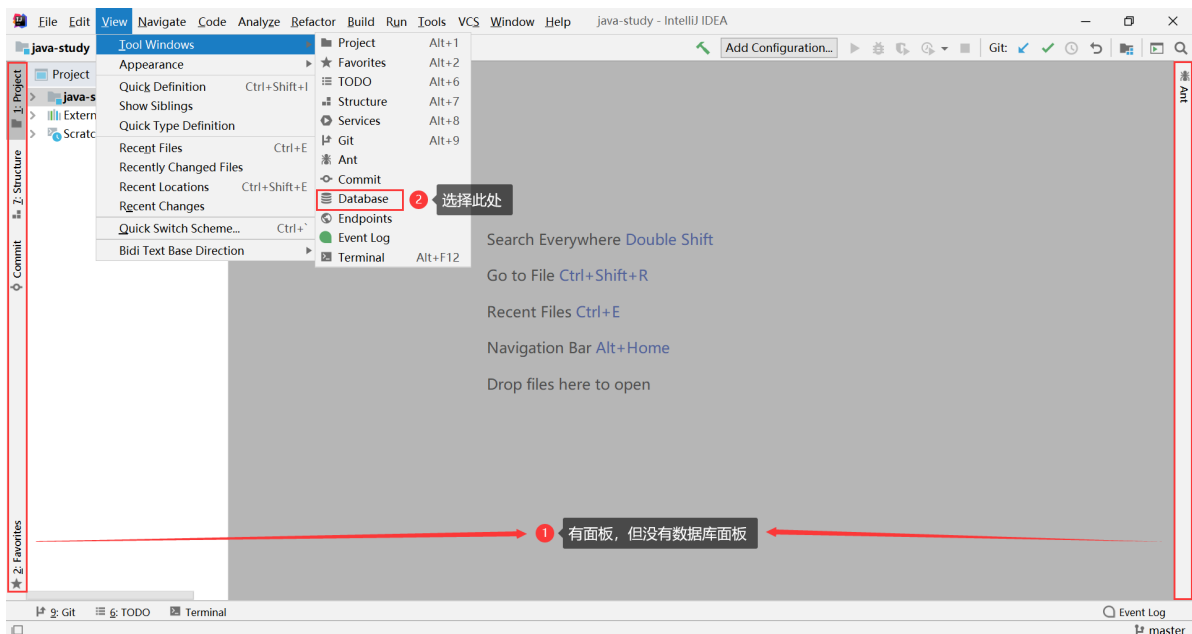 File Edit View Navigate Code Analyze Refactor Build Run Tools VCS Window Help java-study - IntelliJ IDEA
java-study
Add Configuration...
Git:
Tool Windows
Appearance
Quick Definition Ctrl+Shift+I
Show Siblings
Quick Type Definition
Recent Files Ctrl+E
Recently Changed Files
Recent Locations Ctrl+Shift+E
Recent Changes
Quick Switch Scheme... Ctrl+`
Bidi Text Base Direction
Project Alt+1
Favorites Alt+2
TODO Alt+6
Structure Alt+7
Services Alt+8
Git Alt+9
Ant
Commit
Database
Endpoints
Event Log
Terminal Alt+F12
2 选择此处
1: Project
7: Structure
Commit
2: Favorites
Project
java-s
Extern
Scratc
Ant
Search Everywhere Double Shift
Go to File Ctrl+Shift+R
Recent Files Ctrl+E
Navigation Bar Alt+Home
Drop files here to open
1 有面板，但没有数据库面板
9: Git 6: TODO Terminal Event Log
master